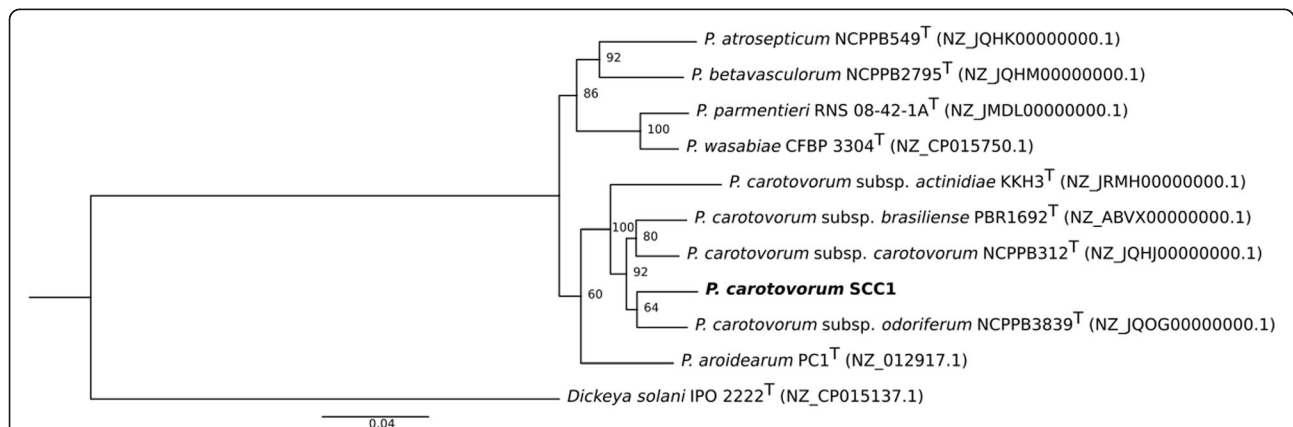 P. atrosepticum NCPPB549T (NZ_JQHK00000000.1)
92
P. betavasculorum NCPPB2795T (NZ_JQHM00000000.1)
86
P. parmentieri RNS 08-42-1AT (NZ_JMDL00000000.1)
100
P. wasabiae CFBP 3304T (NZ_CP015750.1)
P. carotovorum subsp. actinidiae KKH3T (NZ_JRMH00000000.1)
P. carotovorum subsp. brasiliense PBR1692T (NZ_ABVX00000000.1)
100
80
P. carotovorum subsp. carotovorum NCPPB312T (NZ_JQHJ00000000.1)
92
P. carotovorum SCC1
60
64
P. carotovorum subsp. odoriferum NCPPB3839T (NZ_JQOG00000000.1)
P. aroidearum PC1T (NZ_012917.1)
Dickeya solani IPO 2222T (NZ_CP015137.1)
0.04